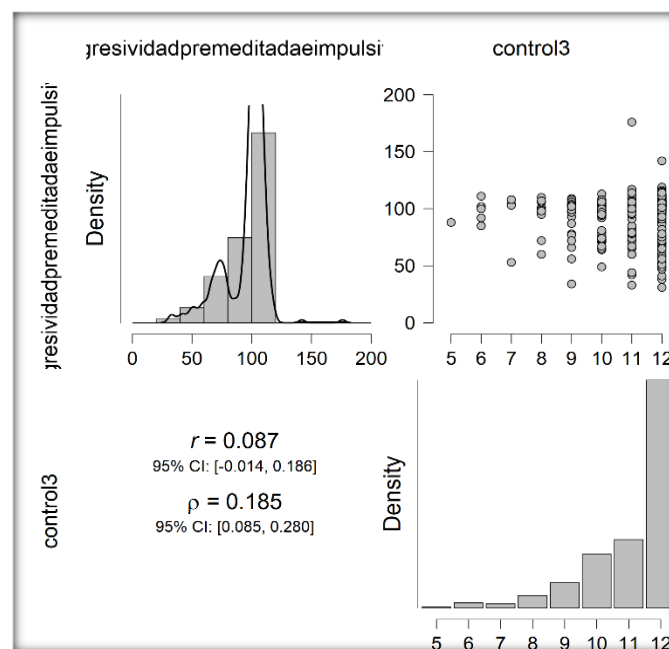 gresividadpremeditadaeimpulsi
control3
gresividadpremeditadaeimpulsi
Density
0 50 100 150 200
200
150
100
50
0
5 6 7 8 9 10 11 12
control3
r = 0.087
95% CI: [-0.014, 0.186]
ρ = 0.185
95% CI: [0.085, 0.280]
Density
5 6 7 8 9 10 11 12